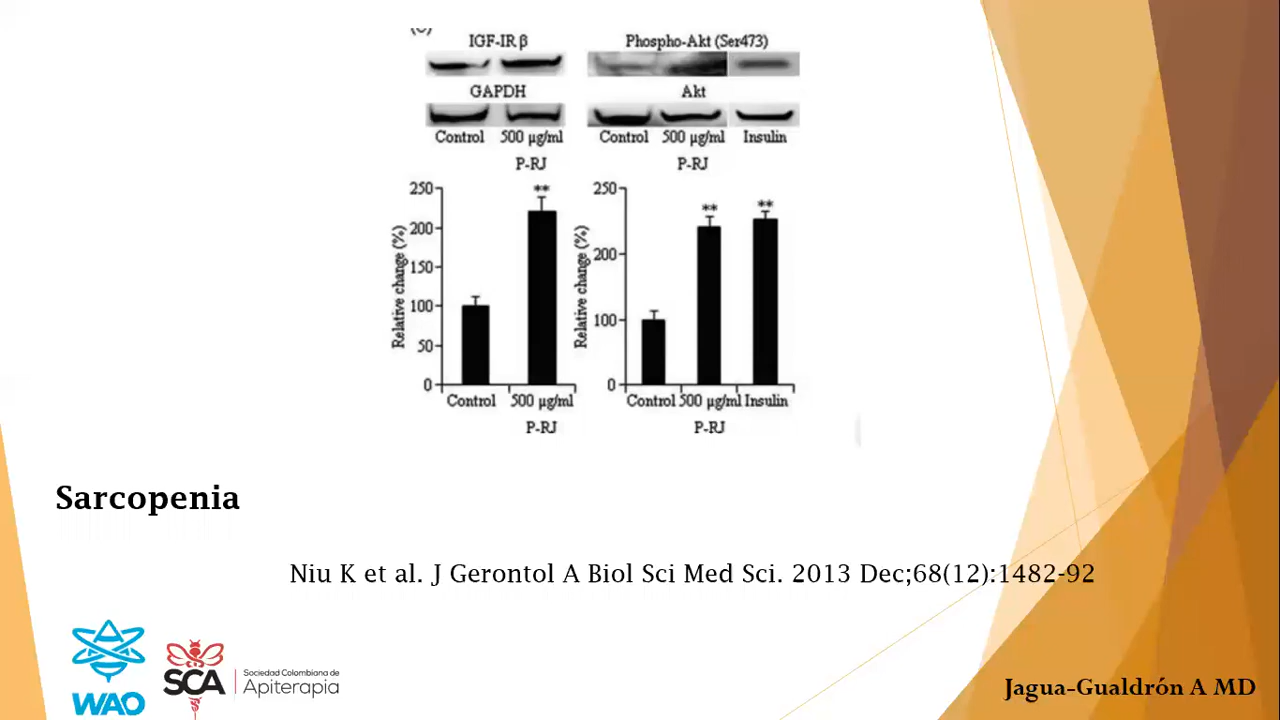 (C)
IGF-IR β
Phospho-Akt (Ser473)
GAPDH
Akt
Control 500 µg/ml
P-RJ
Control 500 µg/ml Insulin
P-RJ
Relative change (%)
250
200
150
100
50
0
**
Control 500 µg/ml
P-RJ
Relative change (%)
250
200
100
0
**
**
Control 500 µg/ml Insulin
P-RJ
Sarcopenia
Niu K et al. J Gerontol A Biol Sci Med Sci. 2013 Dec;68(12):1482-92
WAO
SCA
Sociedad Colombiana de
Apiterapia
Jagua-Gualdrón A MD